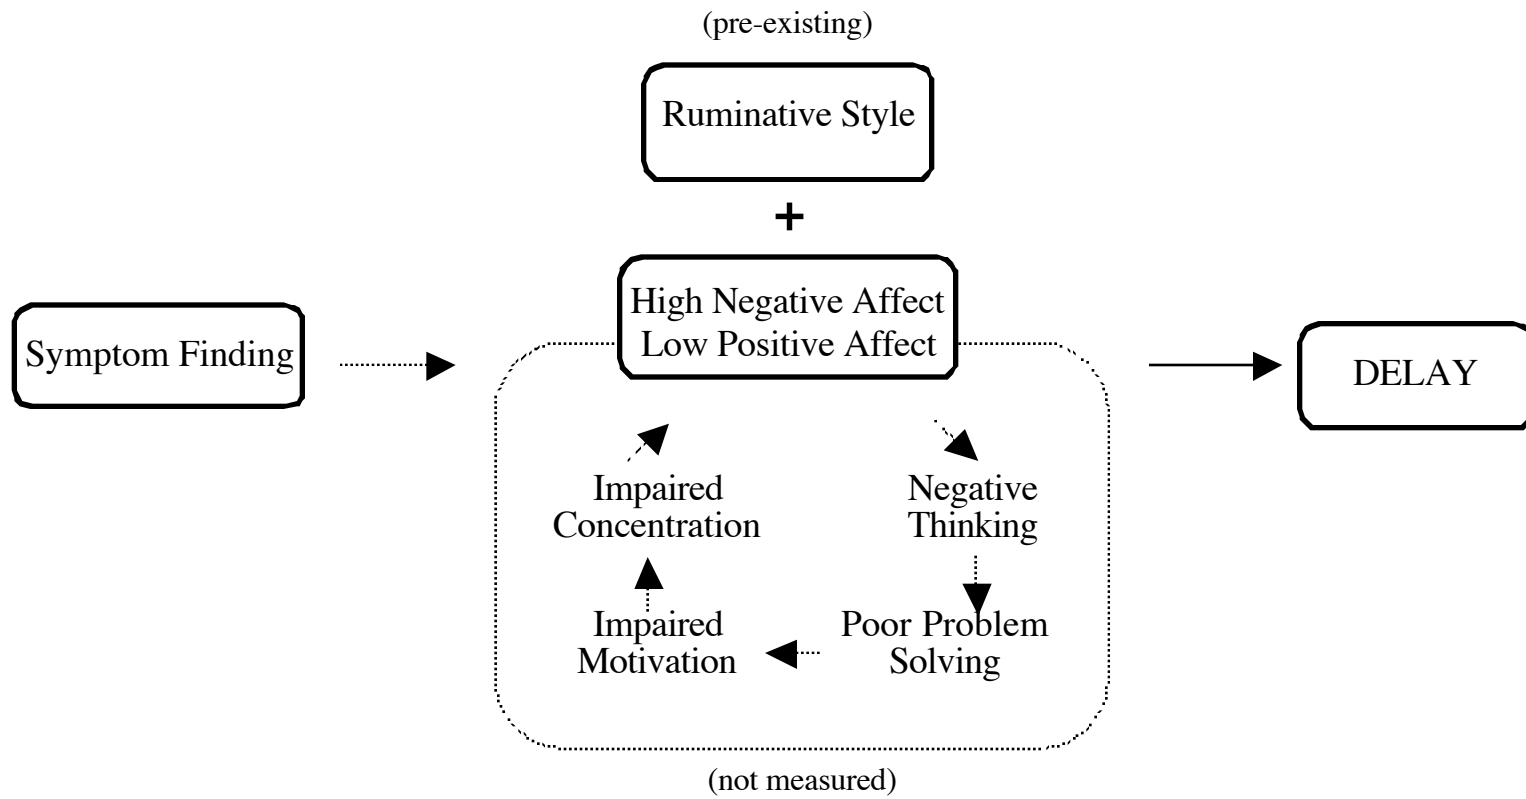 (pre-existing)
Ruminative Style
+
High Negative Affect
Low Positive Affect
Symptom Finding
DELAY
Impaired
Concentration
Negative
Thinking
Impaired
Motivation
Poor Problem
Solving
(not measured)